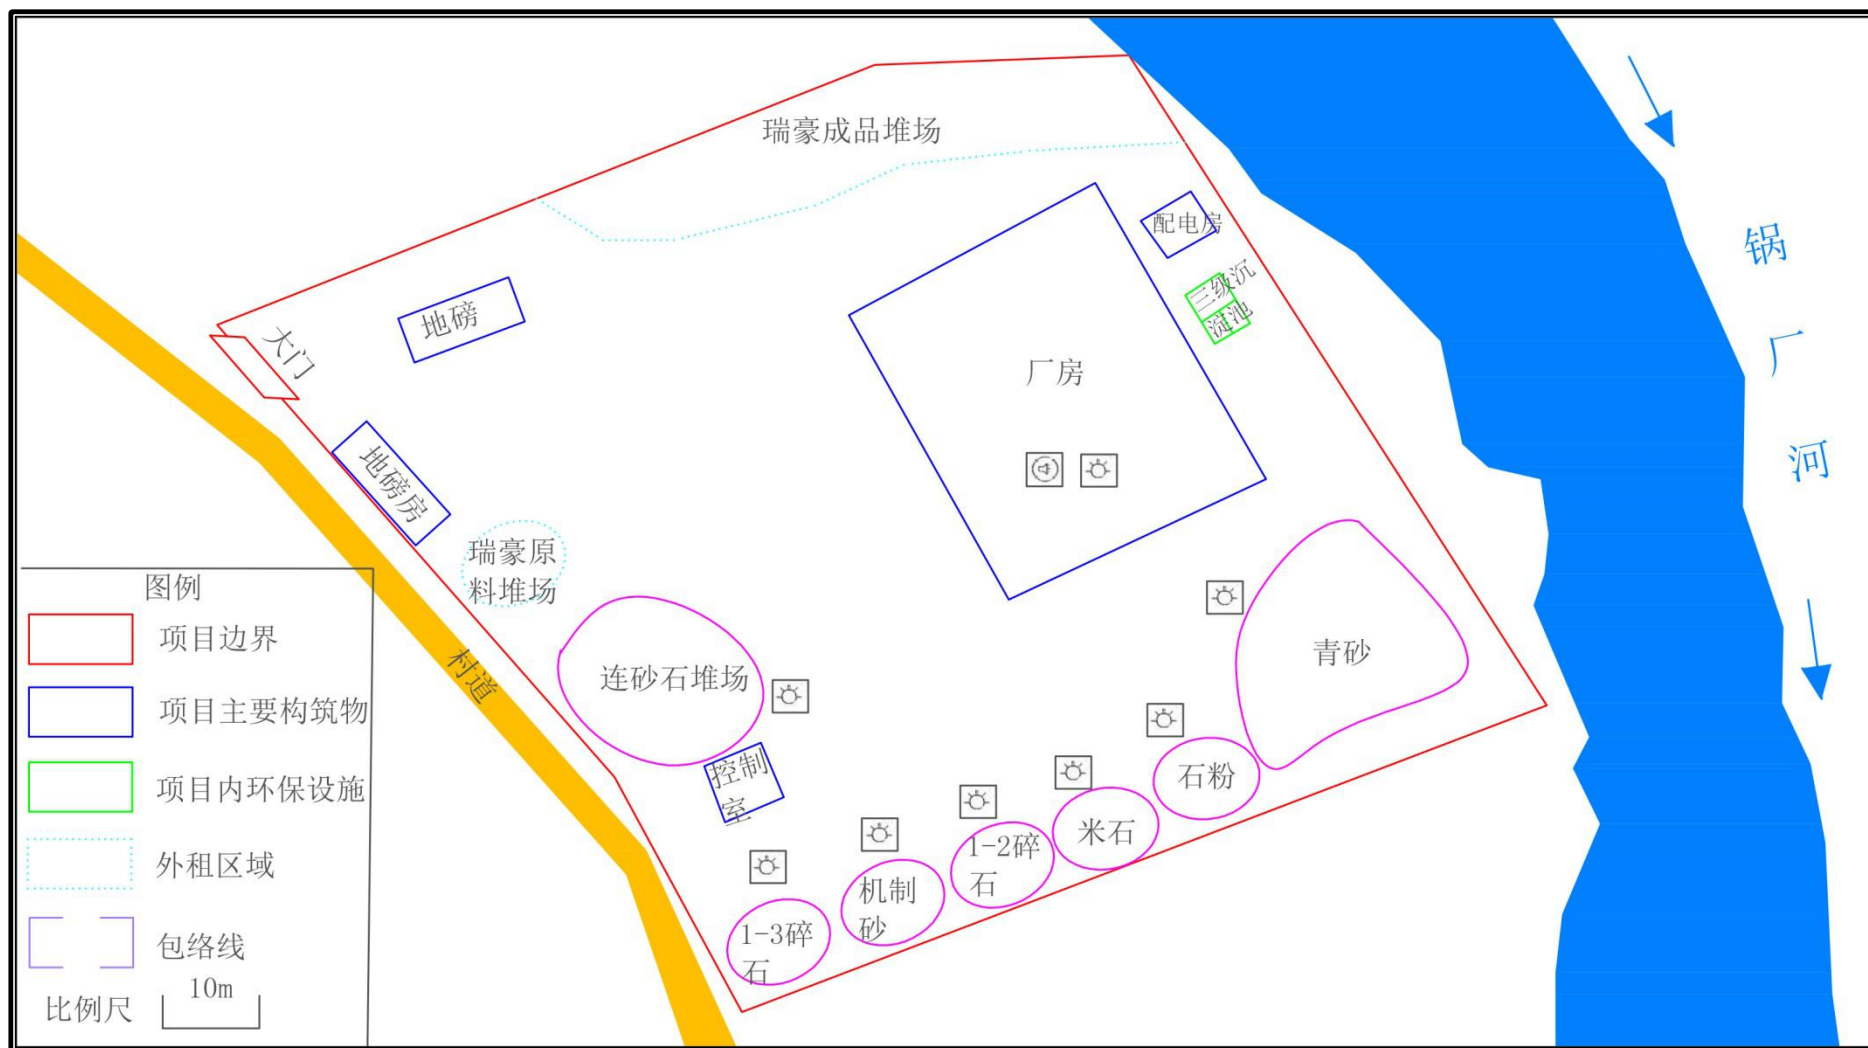 瑞豪成品堆场
配电房
三级沉
淀池
地磅
大门
厂房
地磅房
瑞豪原
料堆场
连砂石堆场
青砂
石粉
米石
1-2碎
石
机制
砂
1-3碎
石
控制
室
村道
锅
厂
河
图例
项目边界
项目主要构筑物
项目内环保设施
外租区域
包络线
比例尺 10m